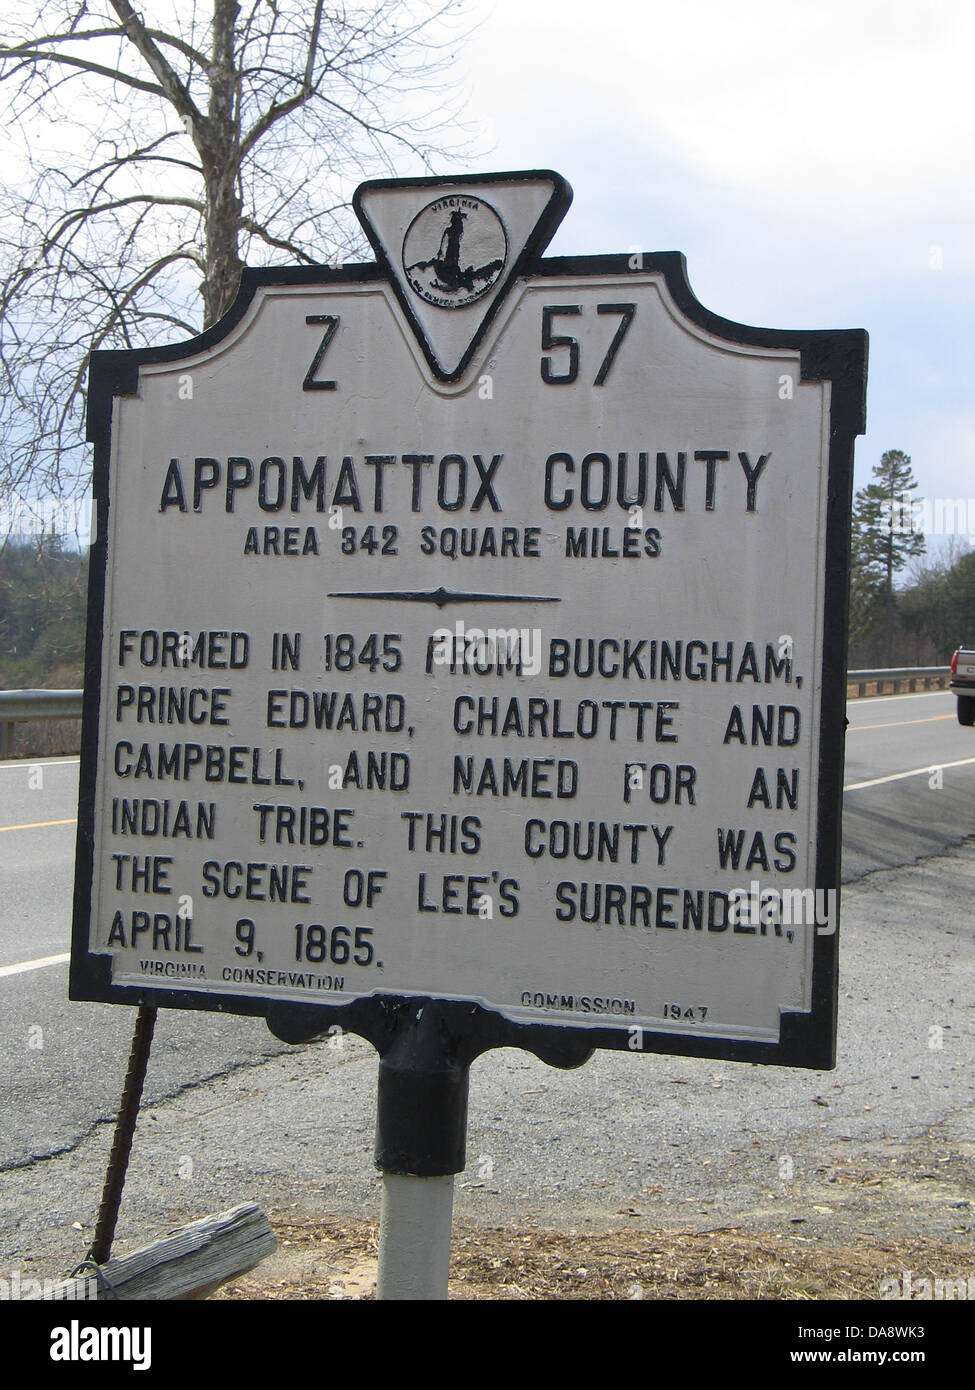 VIRGINIA
Z 57
APPOMATTOX COUNTY
AREA 342 SQUARE MILES
FORMED IN 1845 FROM BUCKINGHAM,
PRINCE EDWARD, CHARLOTTE AND
CAMPBELL, AND NAMED FOR AN
INDIAN TRIBE. THIS COUNTY WAS
THE SCENE OF LEE'S SURRENDER,
APRIL 9, 1865.
VIRGINIA CONSERVATION COMMISSION 1947
alamy
Image ID: DA8WK3
www.alamy.com